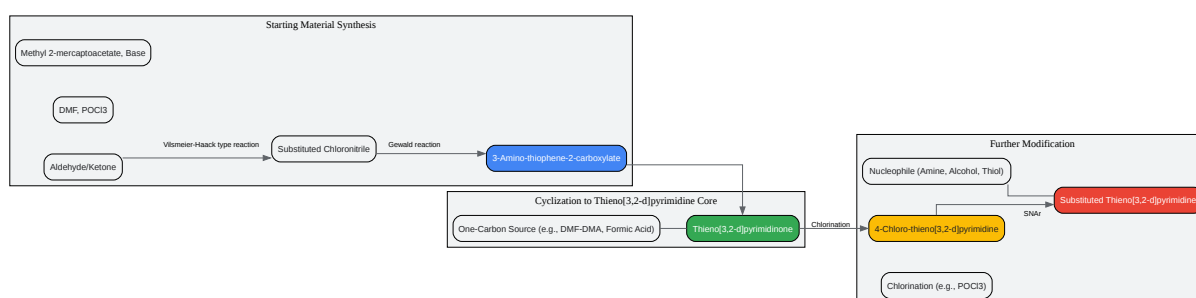 Starting Material Synthesis
Methyl 2-mercaptoacetate, Base
DMF, POCl3
Aldehyde/Ketone
Vilsmeier-Haack type reaction
Substituted Chloronitrile
Gewald reaction
3-Amino-thiophene-2-carboxylate
Cyclization to Thieno[3,2-d]pyrimidine Core
One-Carbon Source (e.g., DMF-DMA, Formic Acid)
Thieno[3,2-d]pyrimidinone
Chlorination
Further Modification
Nucleophile (Amine, Alcohol, Thiol)
Substituted Thieno[3,2-d]pyrimidine
SNAr
4-Chloro-thieno[3,2-d]pyrimidine
Chlorination (e.g., POCl3)